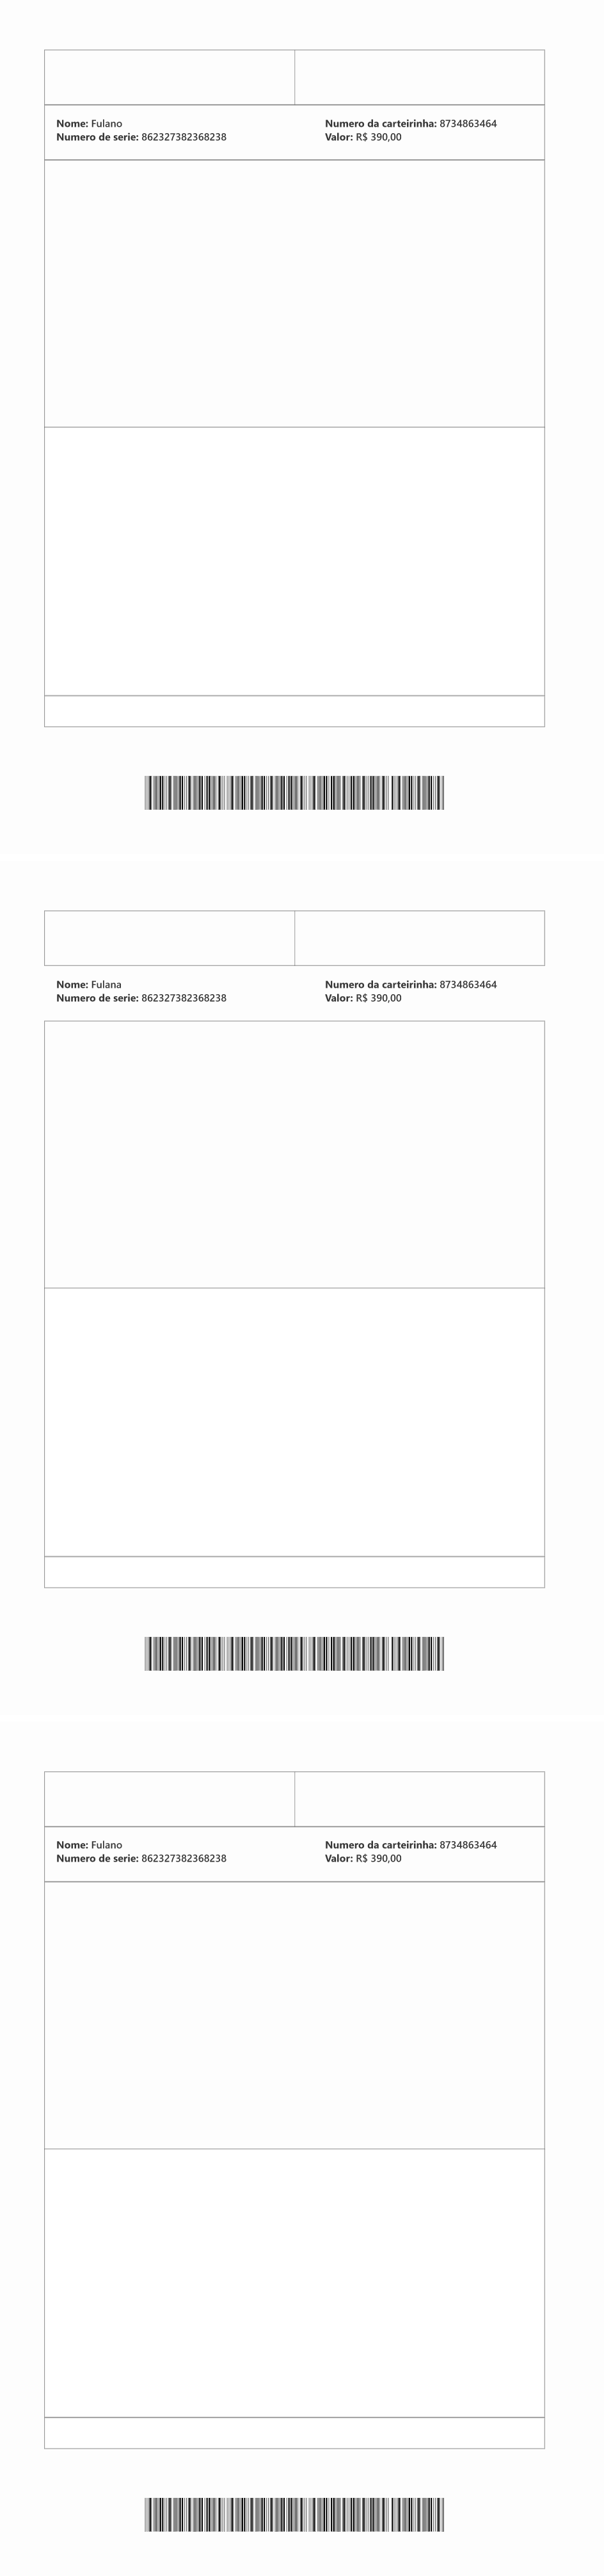 Nome: Fulano
Numero da carteirinha: 8734863464
Numero de serie: 862327382368238
Valor: R$ 390,00
Nome: Fulana
Numero da carteirinha: 8734863464
Numero de serie: 862327382368238
Valor: R$ 390,00
Nome: Fulano
Numero da carteirinha: 8734863464
Numero de serie: 862327382368238
Valor: R$ 390,00